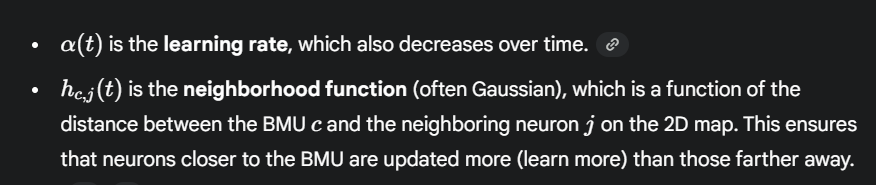 • α(t) is the learning rate, which also decreases over time.
• h_{c,j}(t) is the neighborhood function (often Gaussian), which is a function of the
distance between the BMU c and the neighboring neuron j on the 2D map. This ensures
that neurons closer to the BMU are updated more (learn more) than those farther away.